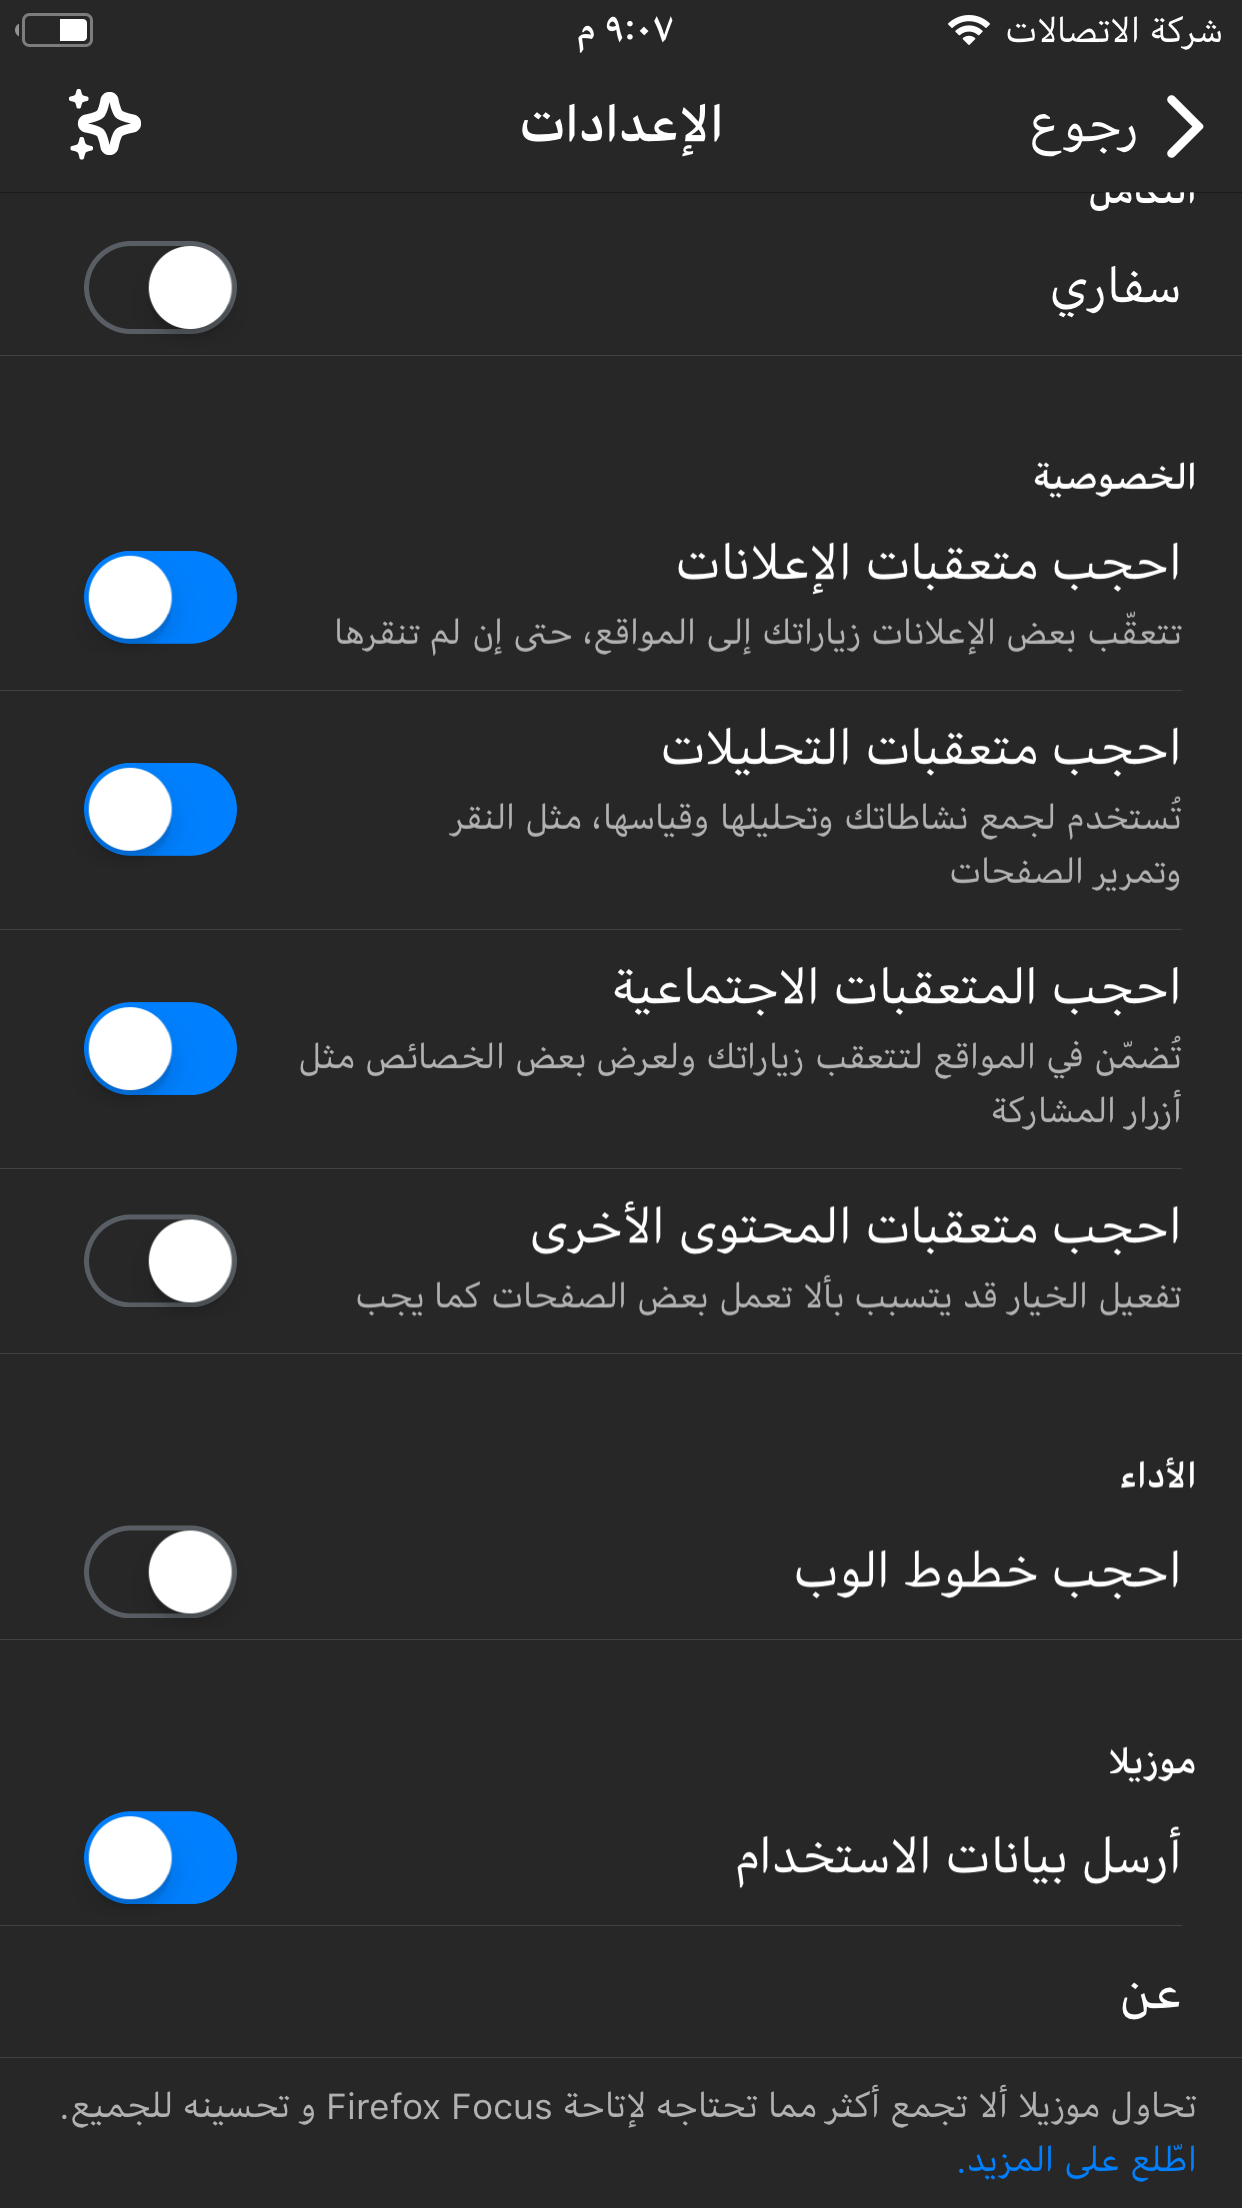 شركة الاتصالات ٩:٠٧ م
رجوع الإعدادات
التكامل
سفاري
الخصوصية
احجب متعقبات الإعلانات
تتعقّب بعض الإعلانات زياراتك إلى المواقع، حتى إن لم تنقرها
احجب متعقبات التحليلات
تُستخدم لجمع نشاطاتك وتحليلها وقياسها، مثل النقر
وتمرير الصفحات
احجب المتعقبات الاجتماعية
تُضمّن في المواقع لتتعقب زياراتك ولعرض بعض الخصائص مثل
أزرار المشاركة
احجب متعقبات المحتوى الأخرى
تفعيل الخيار قد يتسبب بألا تعمل بعض الصفحات كما يجب
الأداء
احجب خطوط الوب
موزيلا
أرسل بيانات الاستخدام
عن
تحاول موزيلا ألا تجمع أكثر مما تحتاجه لإتاحة Firefox Focus و تحسينه للجميع.
اطّلع على المزيد.